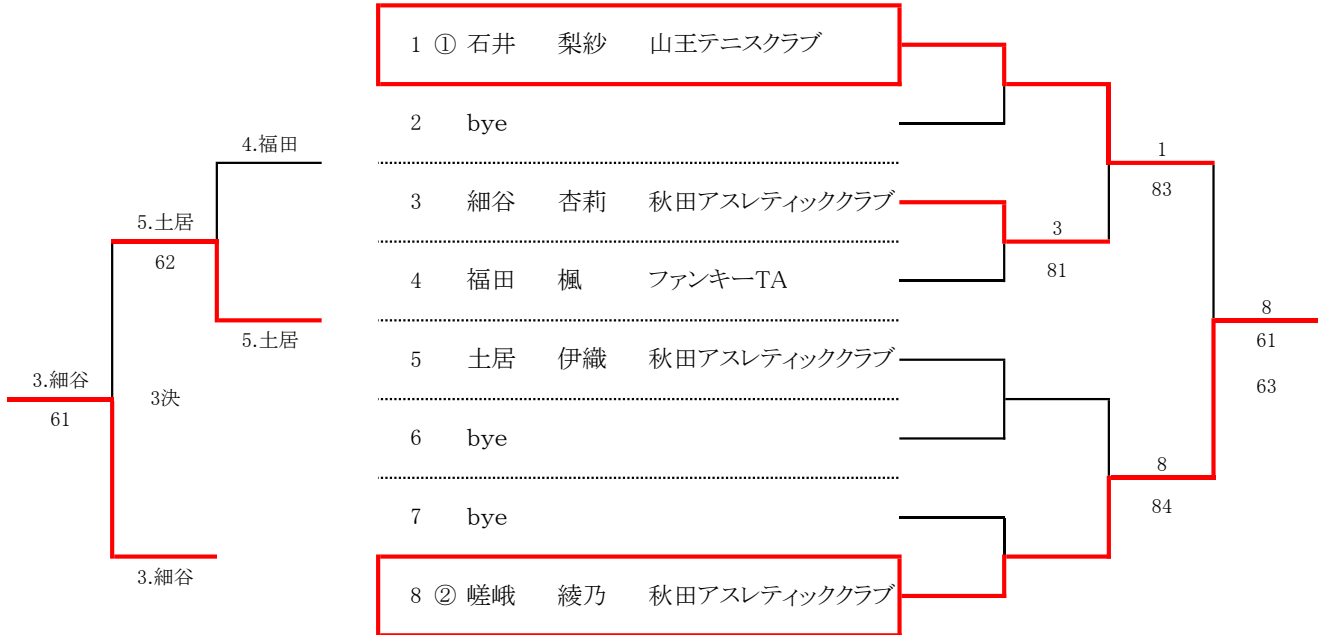 1 ① 石井 梨紗 山王テニスクラブ
2 bye
4.福田
1
83
3 細谷 杏莉 秋田アスレティッククラブ
5.土居
3
62
81
4 福田 楓 ファンキーTA
8
5.土居
61
5 土居 伊織 秋田アスレティッククラブ
3.細谷
3決
63
61
6 bye
8
84
7 bye
3.細谷
8 ② 嵯峨 綾乃 秋田アスレティッククラブ